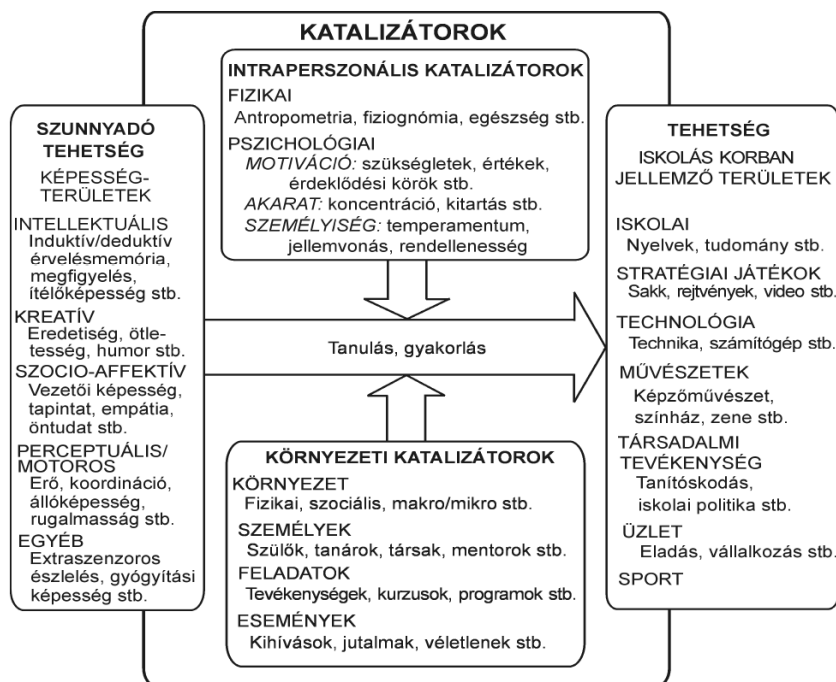 KATALIZÁTOROK
INTRAPERSZONÁLIS KATALIZÁTOROK
FIZIKAI
Antropometria, fiziognómia, egészség stb.
PSZICHOLÓGIAI
MOTIVÁCIÓ: szükségletek, értékek,
érdeklődési körök stb.
AKARAT: koncentráció, kitartás stb.
SZEMÉLYISÉG: temperamentum,
jellemvonás, rendellenesség
SZUNNYADÓ
TEHETSÉG
KÉPESSÉG-
TERÜLETEK
INTELLEKTUÁLIS
Induktív/deduktív
érvelésmemória,
megfigyelés,
ítélőképesség stb.
KREATÍV
Eredetiség, ötle-
tesség, humor stb.
SZOCIO-AFFEKTÍV
Vezetői képesség,
tapintat, empátia,
öntudat stb.
PERCEPTUÁLIS/
MOTOROS
Erő, koordináció,
állóképesség,
rugalmasság stb.
EGYÉB
Extraszenzoros
észlelés, gyógyítási
képesség stb.
Tanulás, gyakorlás
KÖRNYEZETI KATALIZÁTOROK
KÖRNYEZET
Fizikai, szociális, makro/mikro stb.
SZEMÉLYEK
Szülők, tanárok, társak, mentorok stb.
FELADATOK
Tevékenységek, kurzusok, programok stb.
ESEMÉNYEK
Kihívások, jutalmak, véletlenek stb.
TEHETSÉG
ISKOLÁS KORBAN
JELLEMZŐ TERÜLETEK
ISKOLAI
Nyelvek, tudomány stb.
STRATÉGIAI JÁTÉKOK
Sakk, rejtvények, video stb.
TECHNOLÓGIA
Technika, számítógép stb.
MŰVÉSZETEK
Képzőművészet,
színház, zene stb.
TÁRSADALMI
TEVÉKENYSÉG
Tanítóskodás,
iskolai politika stb.
ÜZLET
Eladás, vállalkozás stb.
SPORT